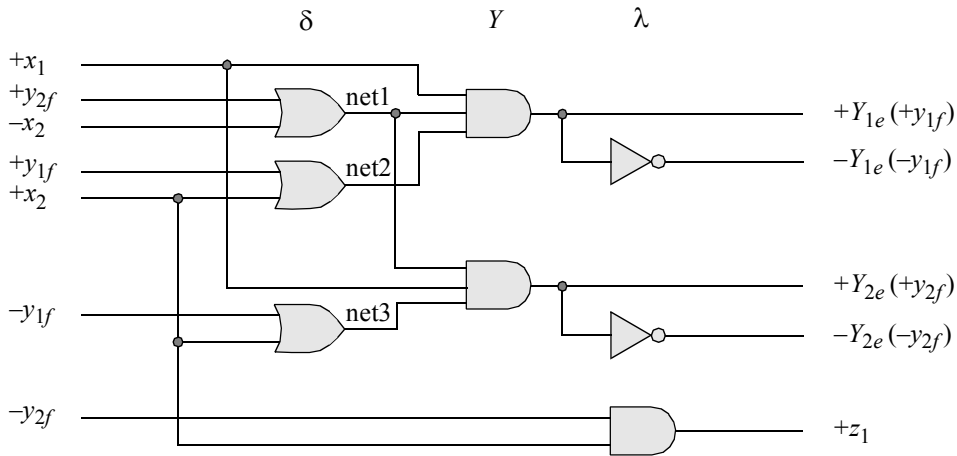 δ Y λ
+x₁
+y₂f net1
−x₂
+Y₁e (+y₁f)
+y₁f net2
−Y₁e (−y₁f)
+x₂
+Y₂e (+y₂f)
−y₁f net3
−Y₂e (−y₂f)
−y₂f
+z₁